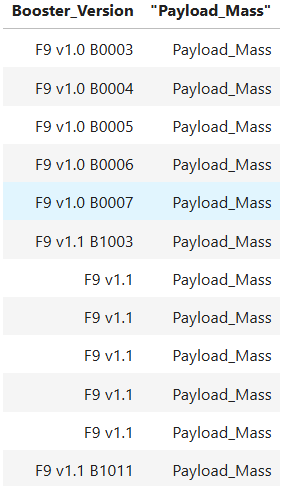 Booster_Version "Payload_Mass"
F9 v1.0 B0003 Payload_Mass
F9 v1.0 B0004 Payload_Mass
F9 v1.0 B0005 Payload_Mass
F9 v1.0 B0006 Payload_Mass
F9 v1.0 B0007 Payload_Mass
F9 v1.1 B1003 Payload_Mass
F9 v1.1 Payload_Mass
F9 v1.1 Payload_Mass
F9 v1.1 Payload_Mass
F9 v1.1 Payload_Mass
F9 v1.1 Payload_Mass
F9 v1.1 B1011 Payload_Mass